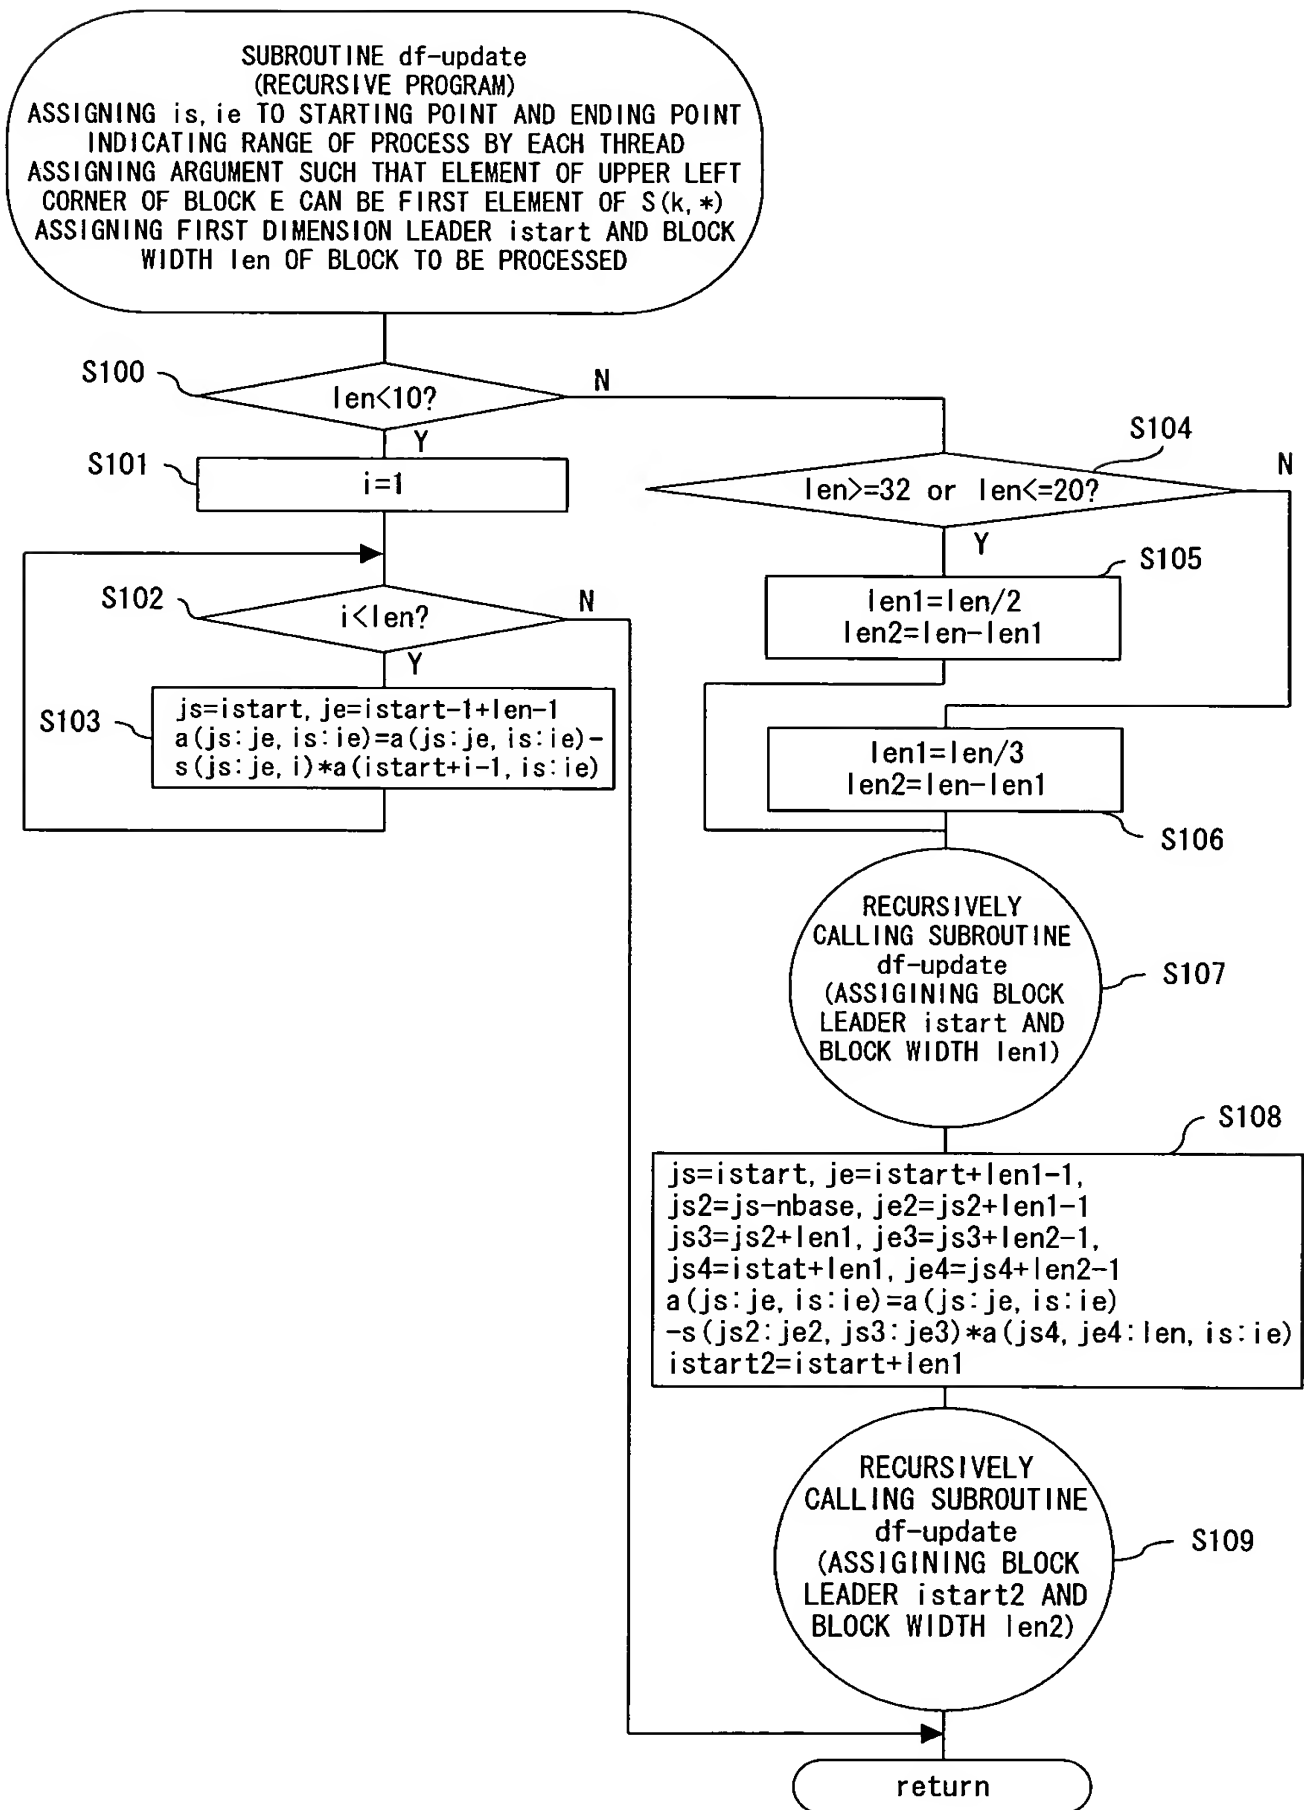 SUBROUTINE df-update
(RECURSIVE PROGRAM)
ASSIGNING is, ie TO STARTING POINT AND ENDING POINT
INDICATING RANGE OF PROCESS BY EACH THREAD
ASSIGNING ARGUMENT SUCH THAT ELEMENT OF UPPER LEFT
CORNER OF BLOCK E CAN BE FIRST ELEMENT OF S(k,*)
ASSIGNING FIRST DIMENSION LEADER istart AND BLOCK
WIDTH len OF BLOCK TO BE PROCESSED
S100
len<10?
N
Y
S101
i=1
S102
i<len?
N
Y
S103
js=istart, je=istart-1+len-1
a(js:je, is:ie)=a(js:je, is:ie)-
s(js:je, i)*a(istart+i-1, is:ie)
S104
len>=32 or len<=20?
N
Y
S105
len1=len/2
len2=len-len1
len1=len/3
len2=len-len1
S106
RECURSIVELY
CALLING SUBROUTINE
df-update
(ASSIGINING BLOCK
LEADER istart AND
BLOCK WIDTH len1)
S107
S108
js=istart, je=istart+len1-1,
js2=js-nbase, je2=js2+len1-1
js3=js2+len1, je3=js3+len2-1,
js4=istat+len1, je4=js4+len2-1
a(js:je, is:ie)=a(js:je, is:ie)
-s(js2:je2, js3:je3)*a(js4, je4:len, is:ie)
istart2=istart+len1
RECURSIVELY
CALLING SUBROUTINE
df-update
(ASSIGINING BLOCK
LEADER istart2 AND
BLOCK WIDTH len2)
S109
return